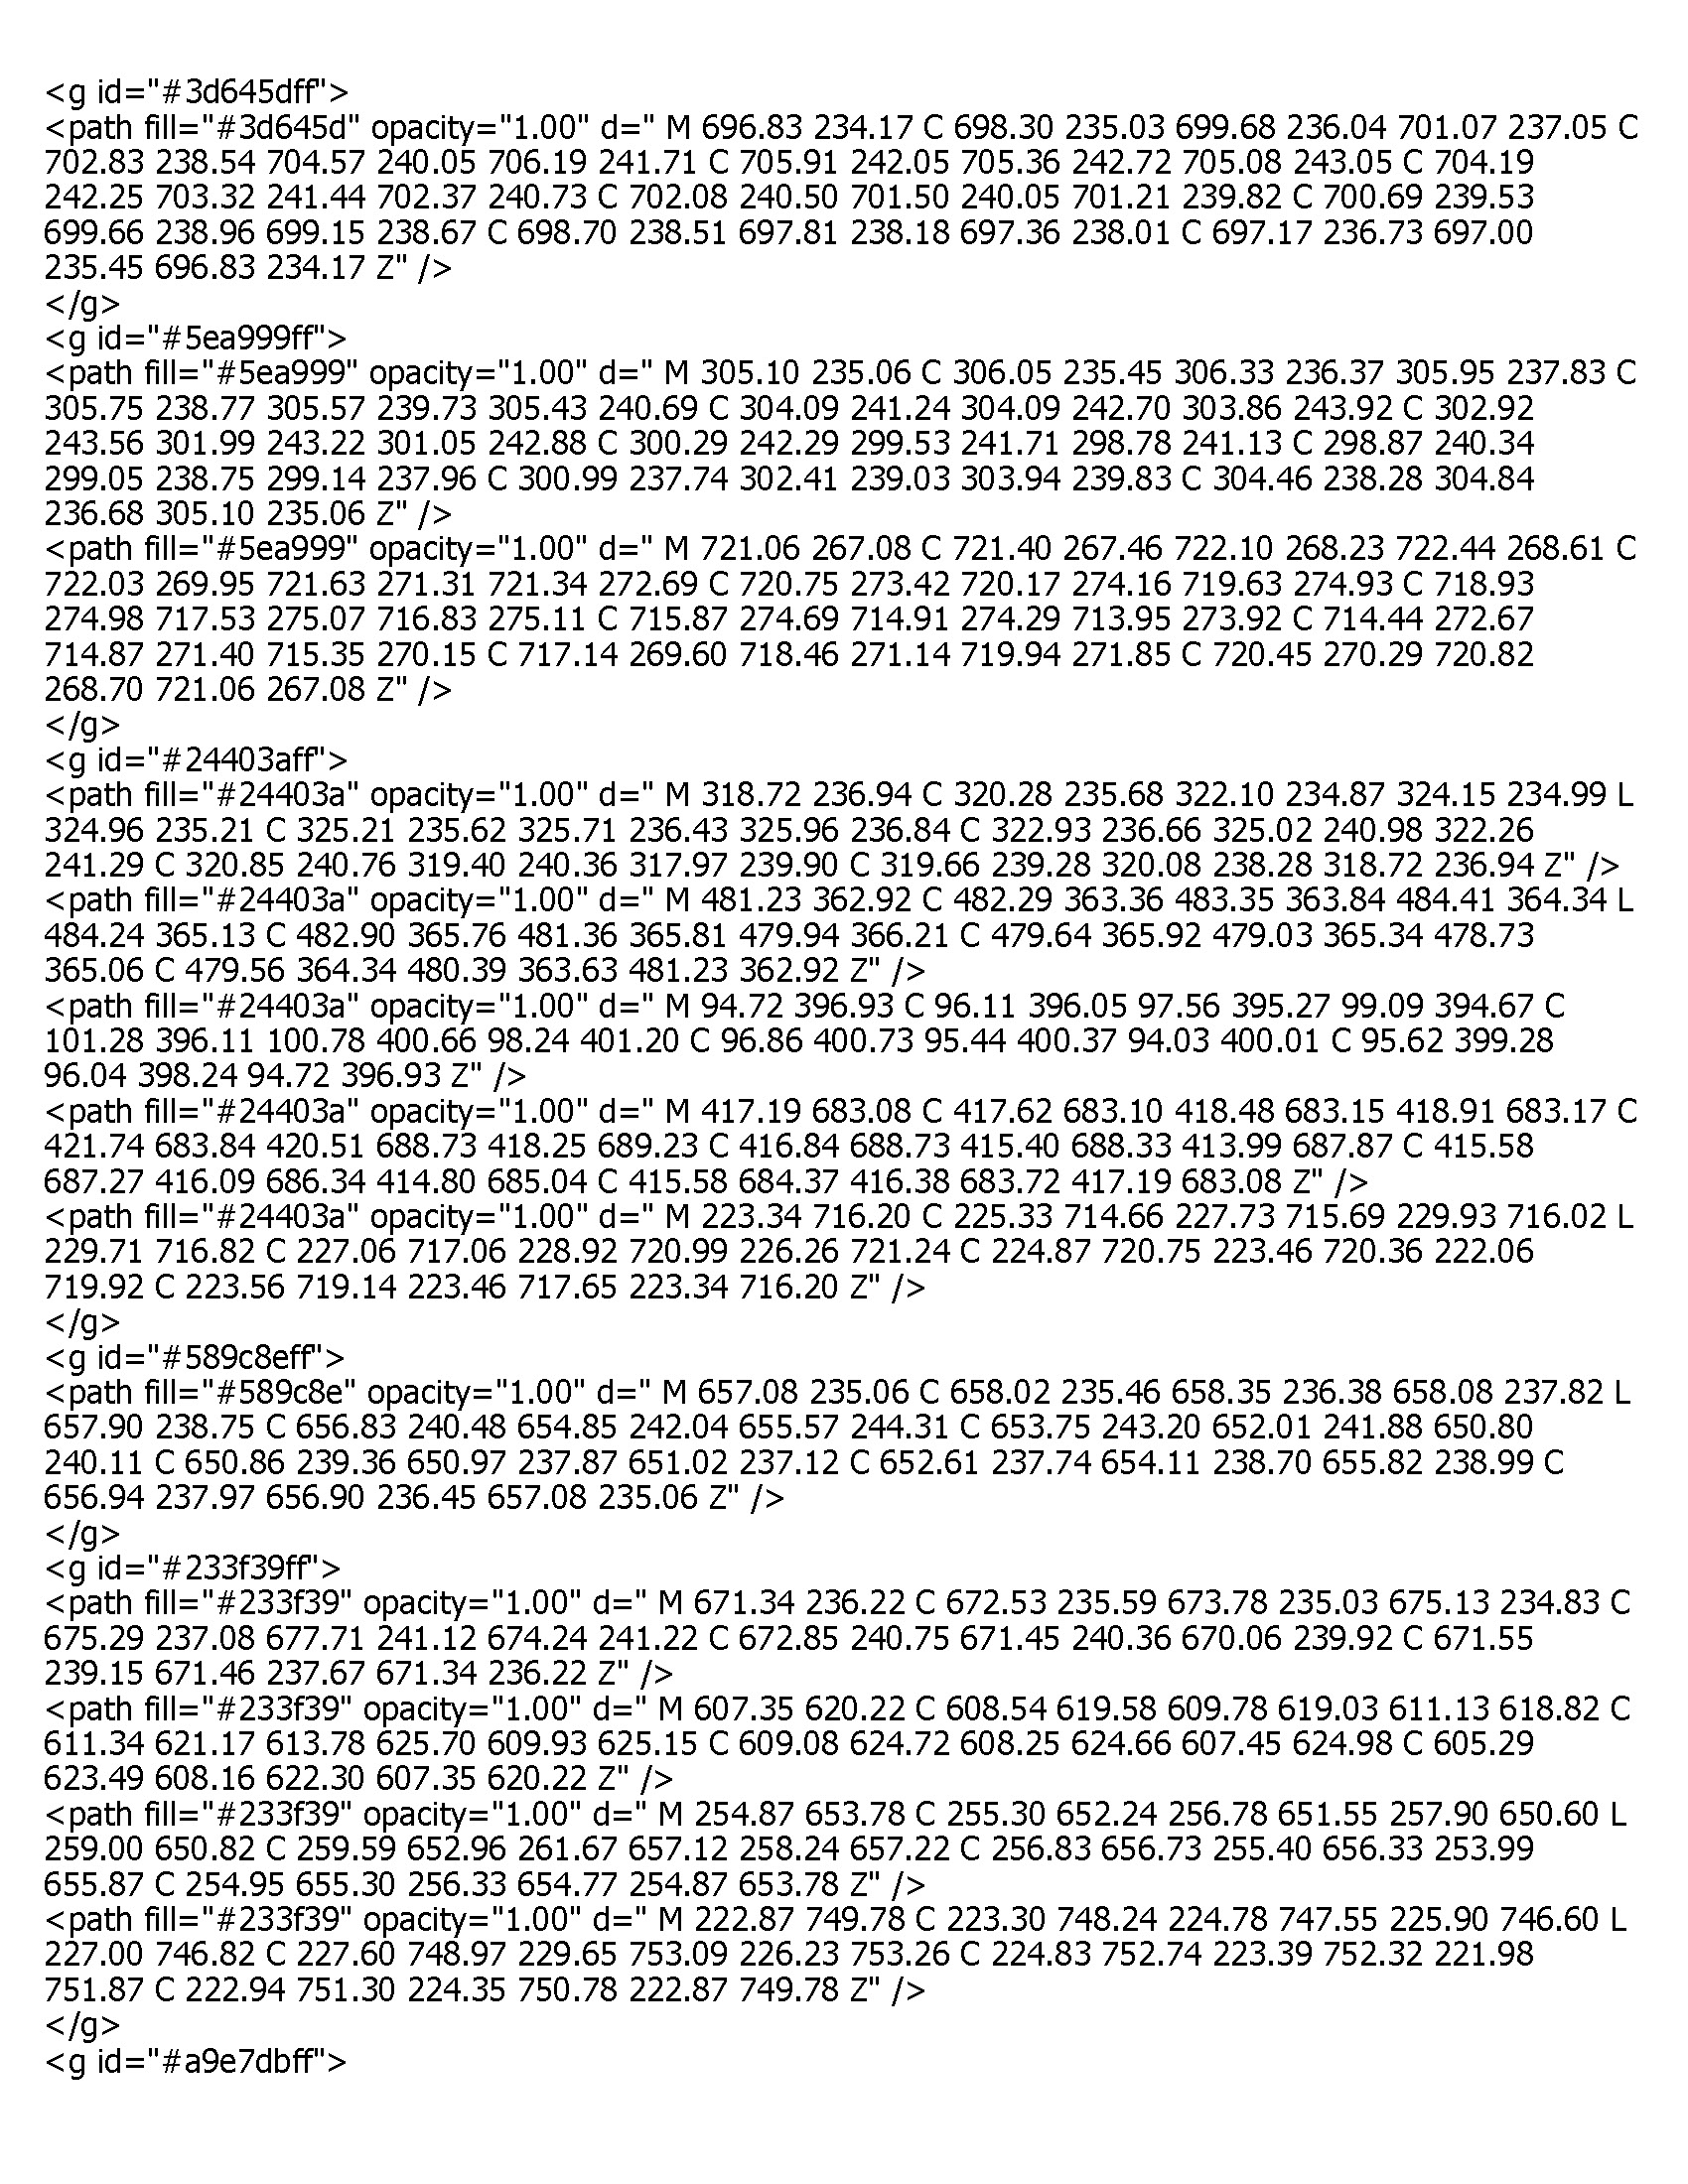 <g id="#3d645dff">
<path fill="#3d645d" opacity="1.00" d=" M 696.83 234.17 C 698.30 235.03 699.68 236.04 701.07 237.05 C
702.83 238.54 704.57 240.05 706.19 241.71 C 705.91 242.05 705.36 242.72 705.08 243.05 C 704.19
242.25 703.32 241.44 702.37 240.73 C 702.08 240.50 701.50 240.05 701.21 239.82 C 700.69 239.53
699.66 238.96 699.15 238.67 C 698.70 238.51 697.81 238.18 697.36 238.01 C 697.17 236.73 697.00
235.45 696.83 234.17 Z" />
</g>
<g id="#5ea999ff">
<path fill="#5ea999" opacity="1.00" d=" M 305.10 235.06 C 306.05 235.45 306.33 236.37 305.95 237.83 C
305.75 238.77 305.57 239.73 305.43 240.69 C 304.09 241.24 304.09 242.70 303.86 243.92 C 302.92
243.56 301.99 243.22 301.05 242.88 C 300.29 242.29 299.53 241.71 298.78 241.13 C 298.87 240.34
299.05 238.75 299.14 237.96 C 300.99 237.74 302.41 239.03 303.94 239.83 C 304.46 238.28 304.84
236.68 305.10 235.06 Z" />
<path fill="#5ea999" opacity="1.00" d=" M 721.06 267.08 C 721.40 267.46 722.10 268.23 722.44 268.61 C
722.03 269.95 721.63 271.31 721.34 272.69 C 720.75 273.42 720.17 274.16 719.63 274.93 C 718.93
274.98 717.53 275.07 716.83 275.11 C 715.87 274.69 714.91 274.29 713.95 273.92 C 714.44 272.67
714.87 271.40 715.35 270.15 C 717.14 269.60 718.46 271.14 719.94 271.85 C 720.45 270.29 720.82
268.70 721.06 267.08 Z" />
</g>
<g id="#24403aff">
<path fill="#24403a" opacity="1.00" d=" M 318.72 236.94 C 320.28 235.68 322.10 234.87 324.15 234.99 L
324.96 235.21 C 325.21 235.62 325.71 236.43 325.96 236.84 C 322.93 236.66 325.02 240.98 322.26
241.29 C 320.85 240.76 319.40 240.36 317.97 239.90 C 319.66 239.28 320.08 238.28 318.72 236.94 Z" />
<path fill="#24403a" opacity="1.00" d=" M 481.23 362.92 C 482.29 363.36 483.35 363.84 484.41 364.34 L
484.24 365.13 C 482.90 365.76 481.36 365.81 479.94 366.21 C 479.64 365.92 479.03 365.34 478.73
365.06 C 479.56 364.34 480.39 363.63 481.23 362.92 Z" />
<path fill="#24403a" opacity="1.00" d=" M 94.72 396.93 C 96.11 396.05 97.56 395.27 99.09 394.67 C
101.28 396.11 100.78 400.66 98.24 401.20 C 96.86 400.73 95.44 400.37 94.03 400.01 C 95.62 399.28
96.04 398.24 94.72 396.93 Z" />
<path fill="#24403a" opacity="1.00" d=" M 417.19 683.08 C 417.62 683.10 418.48 683.15 418.91 683.17 C
421.74 683.84 420.51 688.73 418.25 689.23 C 416.84 688.73 415.40 688.33 413.99 687.87 C 415.58
687.27 416.09 686.34 414.80 685.04 C 415.58 684.37 416.38 683.72 417.19 683.08 Z" />
<path fill="#24403a" opacity="1.00" d=" M 223.34 716.20 C 225.33 714.66 227.73 715.69 229.93 716.02 L
229.71 716.82 C 227.06 717.06 228.92 720.99 226.26 721.24 C 224.87 720.75 223.46 720.36 222.06
719.92 C 223.56 719.14 223.46 717.65 223.34 716.20 Z" />
</g>
<g id="#589c8eff">
<path fill="#589c8e" opacity="1.00" d=" M 657.08 235.06 C 658.02 235.46 658.35 236.38 658.08 237.82 L
657.90 238.75 C 656.83 240.48 654.85 242.04 655.57 244.31 C 653.75 243.20 652.01 241.88 650.80
240.11 C 650.86 239.36 650.97 237.87 651.02 237.12 C 652.61 237.74 654.11 238.70 655.82 238.99 C
656.94 237.97 656.90 236.45 657.08 235.06 Z" />
</g>
<g id="#233f39ff">
<path fill="#233f39" opacity="1.00" d=" M 671.34 236.22 C 672.53 235.59 673.78 235.03 675.13 234.83 C
675.29 237.08 677.71 241.12 674.24 241.22 C 672.85 240.75 671.45 240.36 670.06 239.92 C 671.55
239.15 671.46 237.67 671.34 236.22 Z" />
<path fill="#233f39" opacity="1.00" d=" M 607.35 620.22 C 608.54 619.58 609.78 619.03 611.13 618.82 C
611.34 621.17 613.78 625.70 609.93 625.15 C 609.08 624.72 608.25 624.66 607.45 624.98 C 605.29
623.49 608.16 622.30 607.35 620.22 Z" />
<path fill="#233f39" opacity="1.00" d=" M 254.87 653.78 C 255.30 652.24 256.78 651.55 257.90 650.60 L
259.00 650.82 C 259.59 652.96 261.67 657.12 258.24 657.22 C 256.83 656.73 255.40 656.33 253.99
655.87 C 254.95 655.30 256.33 654.77 254.87 653.78 Z" />
<path fill="#233f39" opacity="1.00" d=" M 222.87 749.78 C 223.30 748.24 224.78 747.55 225.90 746.60 L
227.00 746.82 C 227.60 748.97 229.65 753.09 226.23 753.26 C 224.83 752.74 223.39 752.32 221.98
751.87 C 222.94 751.30 224.35 750.78 222.87 749.78 Z" />
</g>
<g id="#a9e7dbff">